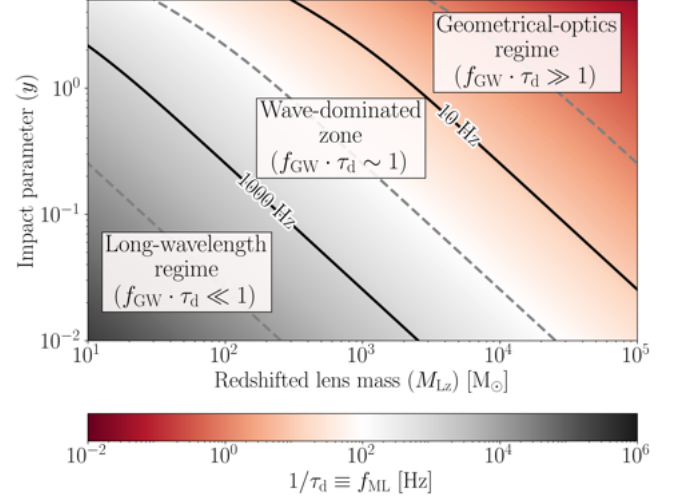 Geometrical-optics
regime
(f_GW · τ_d ≫ 1)
Wave-dominated
zone
(f_GW · τ_d ∼ 1)
10 Hz
1000 Hz
Long-wavelength
regime
(f_GW · τ_d ≪ 1)
Impact parameter (y)
10^0
10^−1
10^−2
10^1 10^2 10^3 10^4 10^5
Redshifted lens mass (M_Lz) [M_⊙]
10^−2 10^0 10^2 10^4 10^6
1/τ_d ≡ f_ML [Hz]